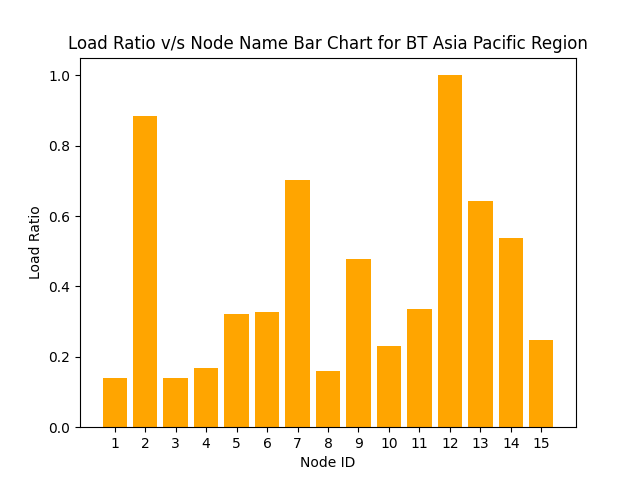 Load Ratio v/s Node Name Bar Chart for BT Asia Pacific Region
1.0
0.8
0.6
0.4
0.2
0.0
Load Ratio
1 2 3 4 5 6 7 8 9 10 11 12 13 14 15
Node ID